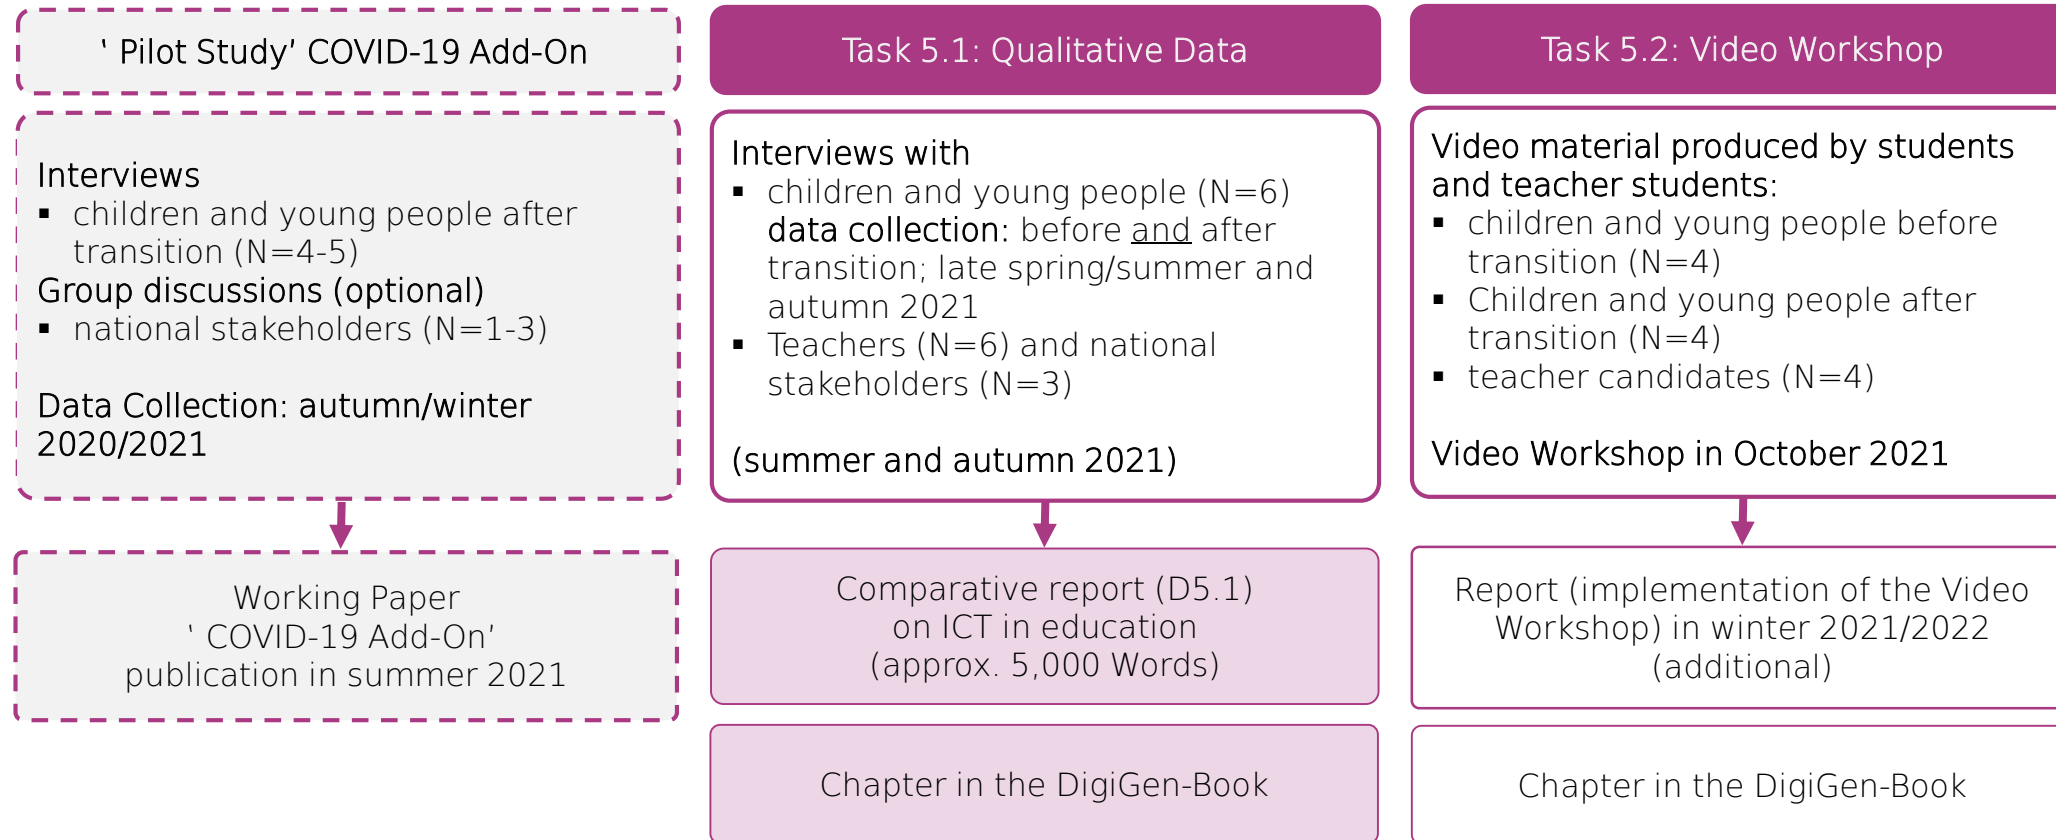 ‛ Pilot Study’ COVID-19 Add-On
Interviews
▪ children and young people after
transition (N=4-5)
Group discussions (optional)
▪ national stakeholders (N=1-3)
Data Collection: autumn/winter
2020/2021
Working Paper
‛ COVID-19 Add-On’
publication in summer 2021
Task 5.1: Qualitative Data
Interviews with
▪ children and young people (N=6)
data collection: before and after
transition; late spring/summer and
autumn 2021
▪ Teachers (N=6) and national
stakeholders (N=3)
(summer and autumn 2021)
Comparative report (D5.1)
on ICT in education
(approx. 5,000 Words)
Chapter in the DigiGen-Book
Task 5.2: Video Workshop
Video material produced by students
and teacher students:
▪ children and young people before
transition (N=4)
▪ Children and young people after
transition (N=4)
▪ teacher candidates (N=4)
Video Workshop in October 2021
Report (implementation of the Video
Workshop) in winter 2021/2022
(additional)
Chapter in the DigiGen-Book